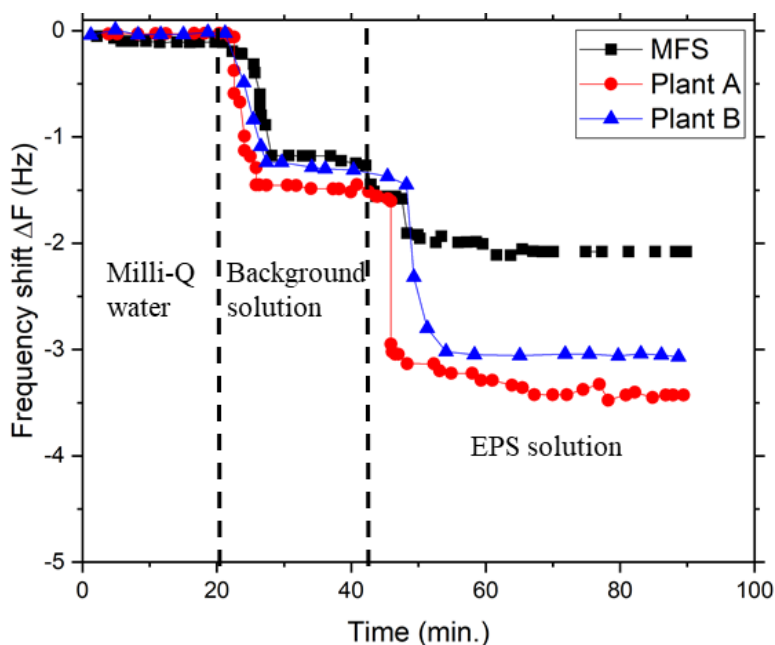 MFS
Plant A
Plant B
0
-1
-2
-3
-4
-5
Frequency shift ΔF (Hz)
Milli-Q
water
Background
solution
EPS solution
0
20
40
60
80
100
Time (min.)